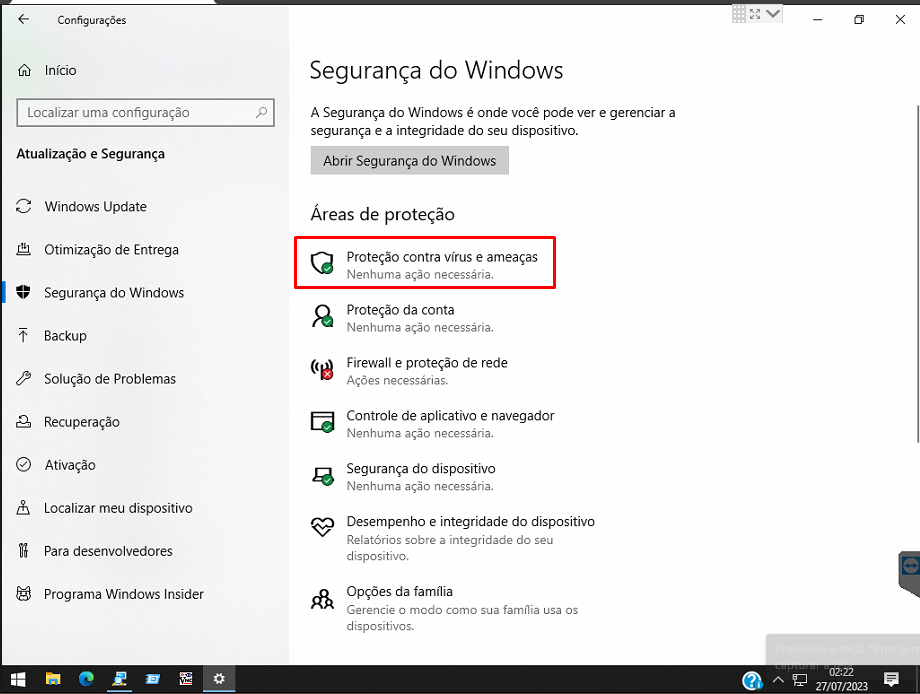 Configurações
Início
Localizar uma configuração
Atualização e Segurança
Windows Update
Otimização de Entrega
Segurança do Windows
Backup
Solução de Problemas
Recuperação
Ativação
Localizar meu dispositivo
Para desenvolvedores
Programa Windows Insider
Segurança do Windows
A Segurança do Windows é onde você pode ver e gerenciar a
segurança e a integridade do seu dispositivo.
Abrir Segurança do Windows
Áreas de proteção
Proteção contra vírus e ameaças
Nenhuma ação necessária.
Proteção da conta
Nenhuma ação necessária.
Firewall e proteção de rede
Ações necessárias.
Controle de aplicativo e navegador
Nenhuma ação necessária.
Segurança do dispositivo
Nenhuma ação necessária.
Desempenho e integridade do dispositivo
Relatórios sobre a integridade do seu
dispositivo.
Opções da família
Gerencie o modo como sua família usa os
dispositivos.
Pressione a tecla "Prnt Scrn
capturar a tela
02:22
27/07/2023